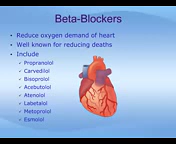 Beta-Blockers
Reduce oxygen demand of heart
Well known for reducing deaths
Include
Propranolol
Carvedilol
Bisoprolol
Acebutolol
Atenolol
Labetalol
Metoprolol
Esmolol